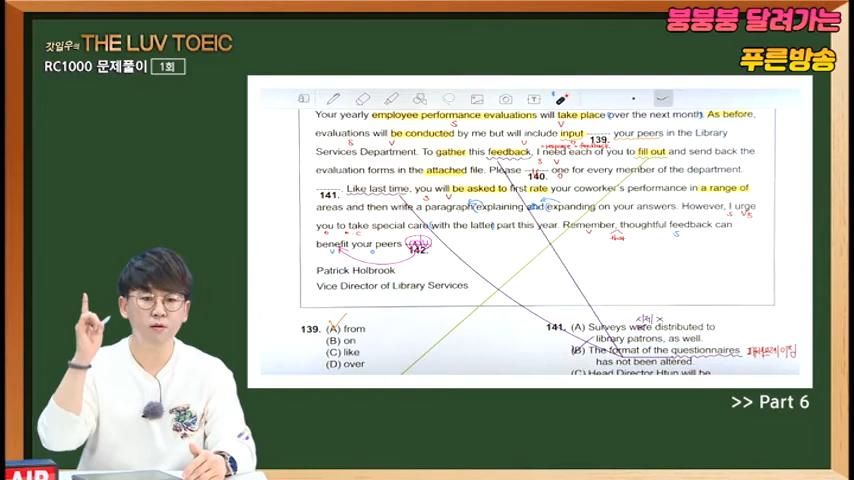 붕붕붕 달려가는
푸른방송
갓일우의 THE LUV TOEIC
RC1000 문제풀이 1회
Your yearly employee performance evaluations will take place over the next month. As before,
evaluations will be conducted by me but will include input ------- your peers in the Library
139.
Services Department. To gather this feedback, I need each of you to fill out and send back the
evaluation forms in the attached file. Please ------- one for every member of the department.
140.
------- Like last time, you will be asked to first rate your coworker's performance in a range of
141.
areas and then write a paragraph explaining and expanding on your answers. However, I urge
you to take special care with the latter part this year. Remember, thoughtful feedback can
benefit your peers
142.
Patrick Holbrook
Vice Director of Library Services
139. (A) from
(B) on
(C) like
(D) over
141. (A) Surveys were distributed to
library patrons, as well.
(B) The format of the questionnaires
has not been altered.
(C) Head Director Htun will be
>> Part 6
AIR